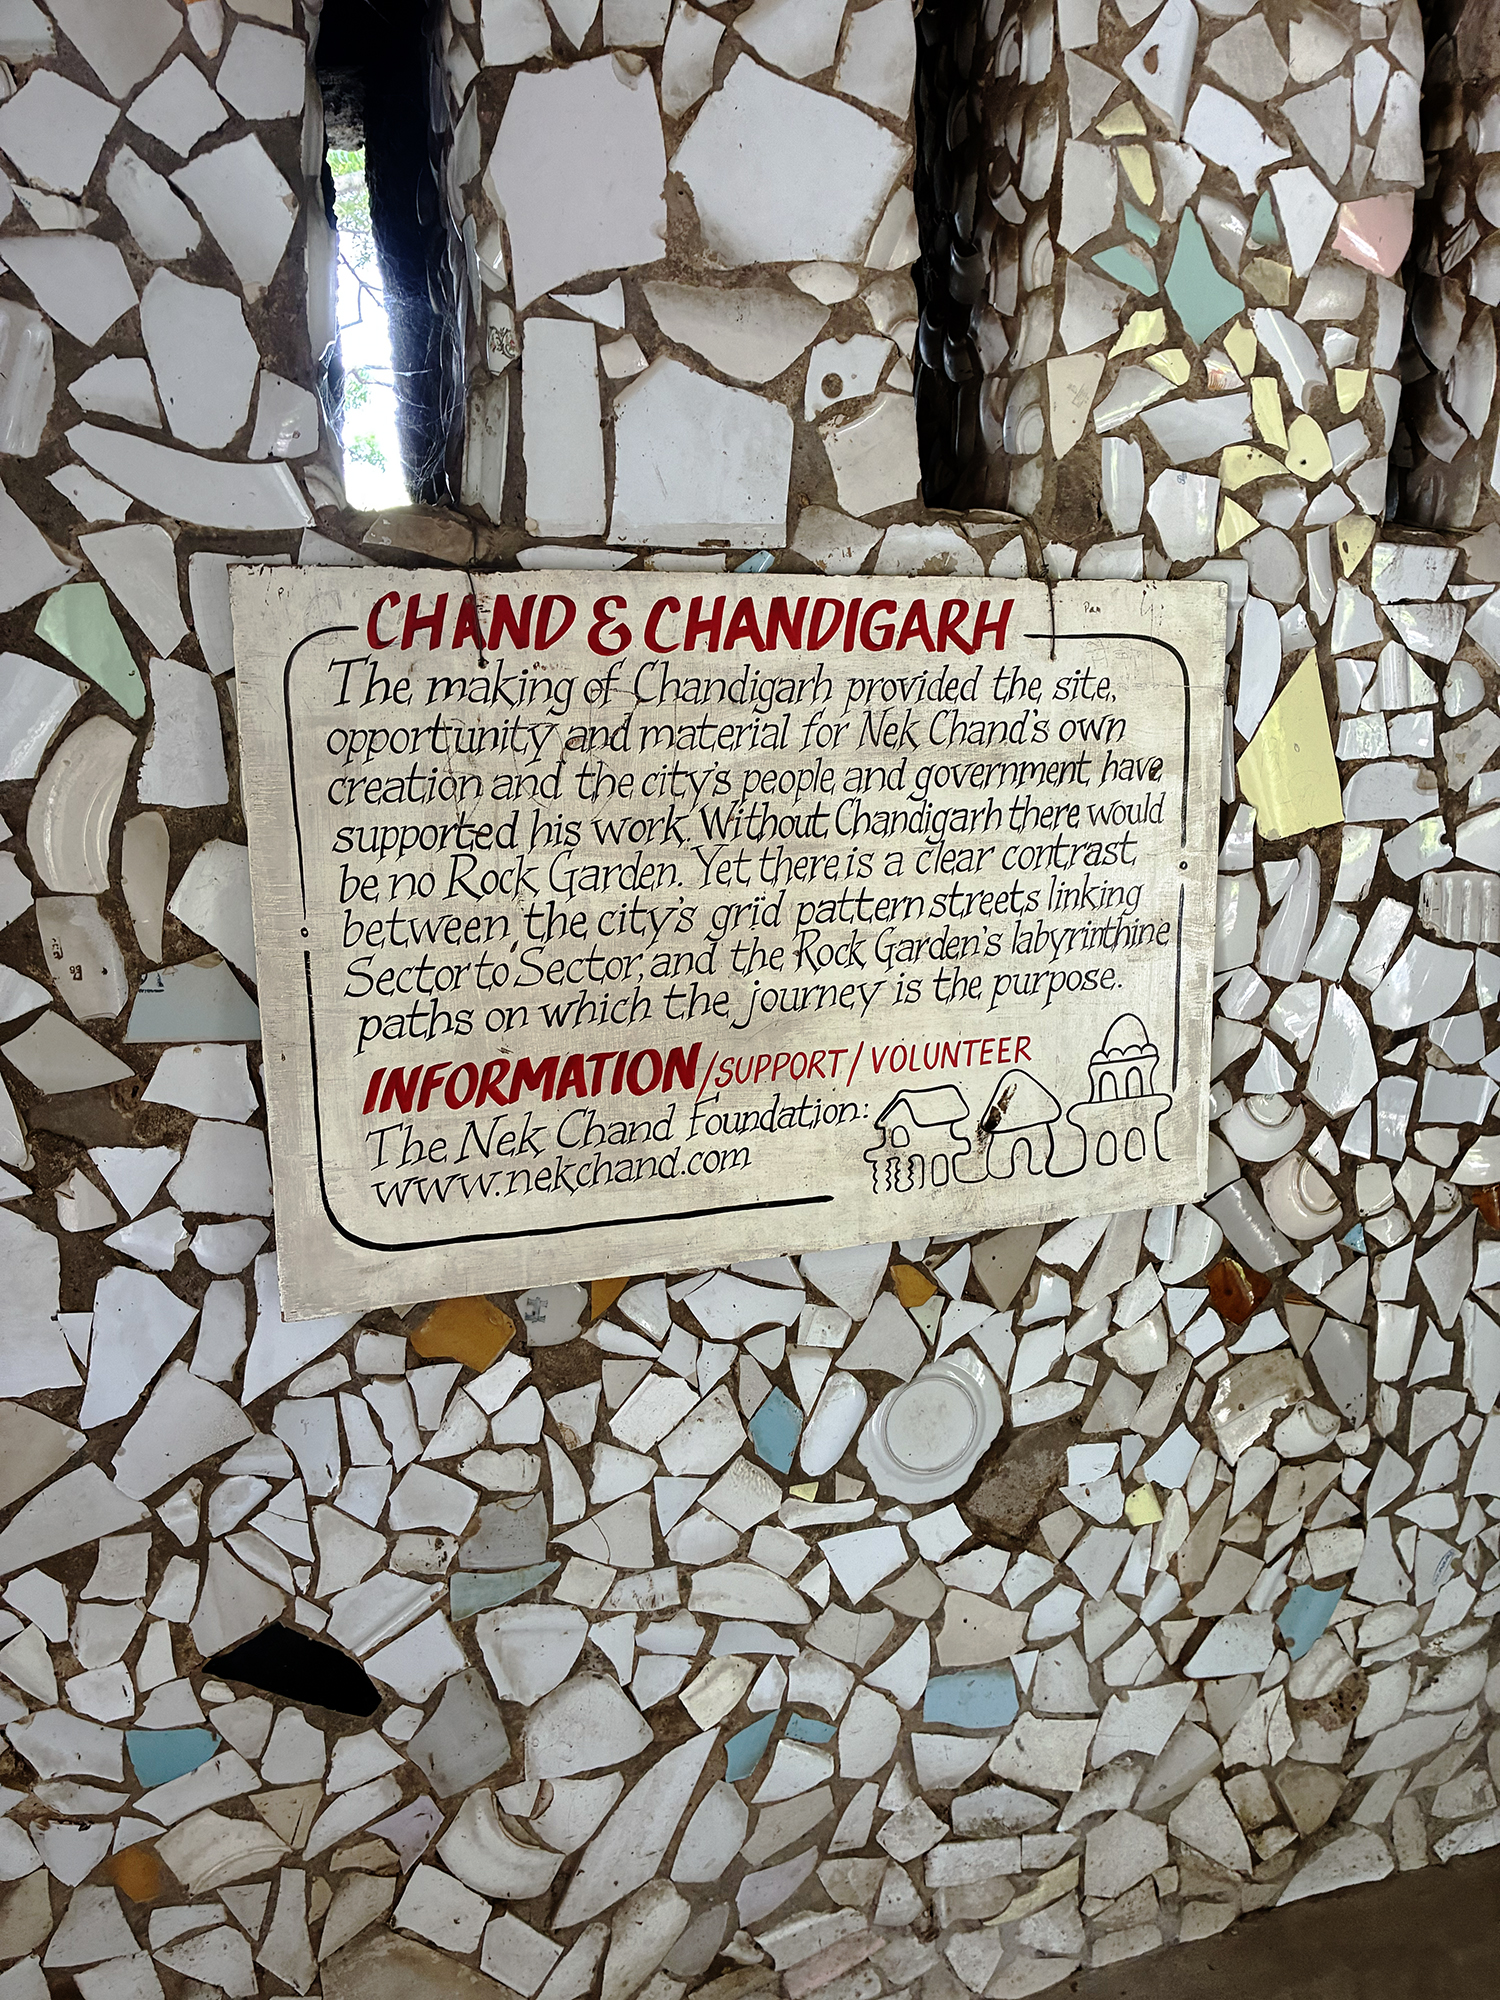 CHAND & CHANDIGARH
The making of Chandigarh provided the site,
opportunity and material for Nek Chand's own
creation and the city's people and government have
supported his work. Without Chandigarh there would
be no Rock Garden. Yet there is a clear contrast
between the city's grid pattern streets linking
Sector to Sector, and the Rock Garden's labyrinthine
paths on which the journey is the purpose.
INFORMATION/SUPPORT/VOLUNTEER
The Nek Chand Foundation:
www.nekchand.com